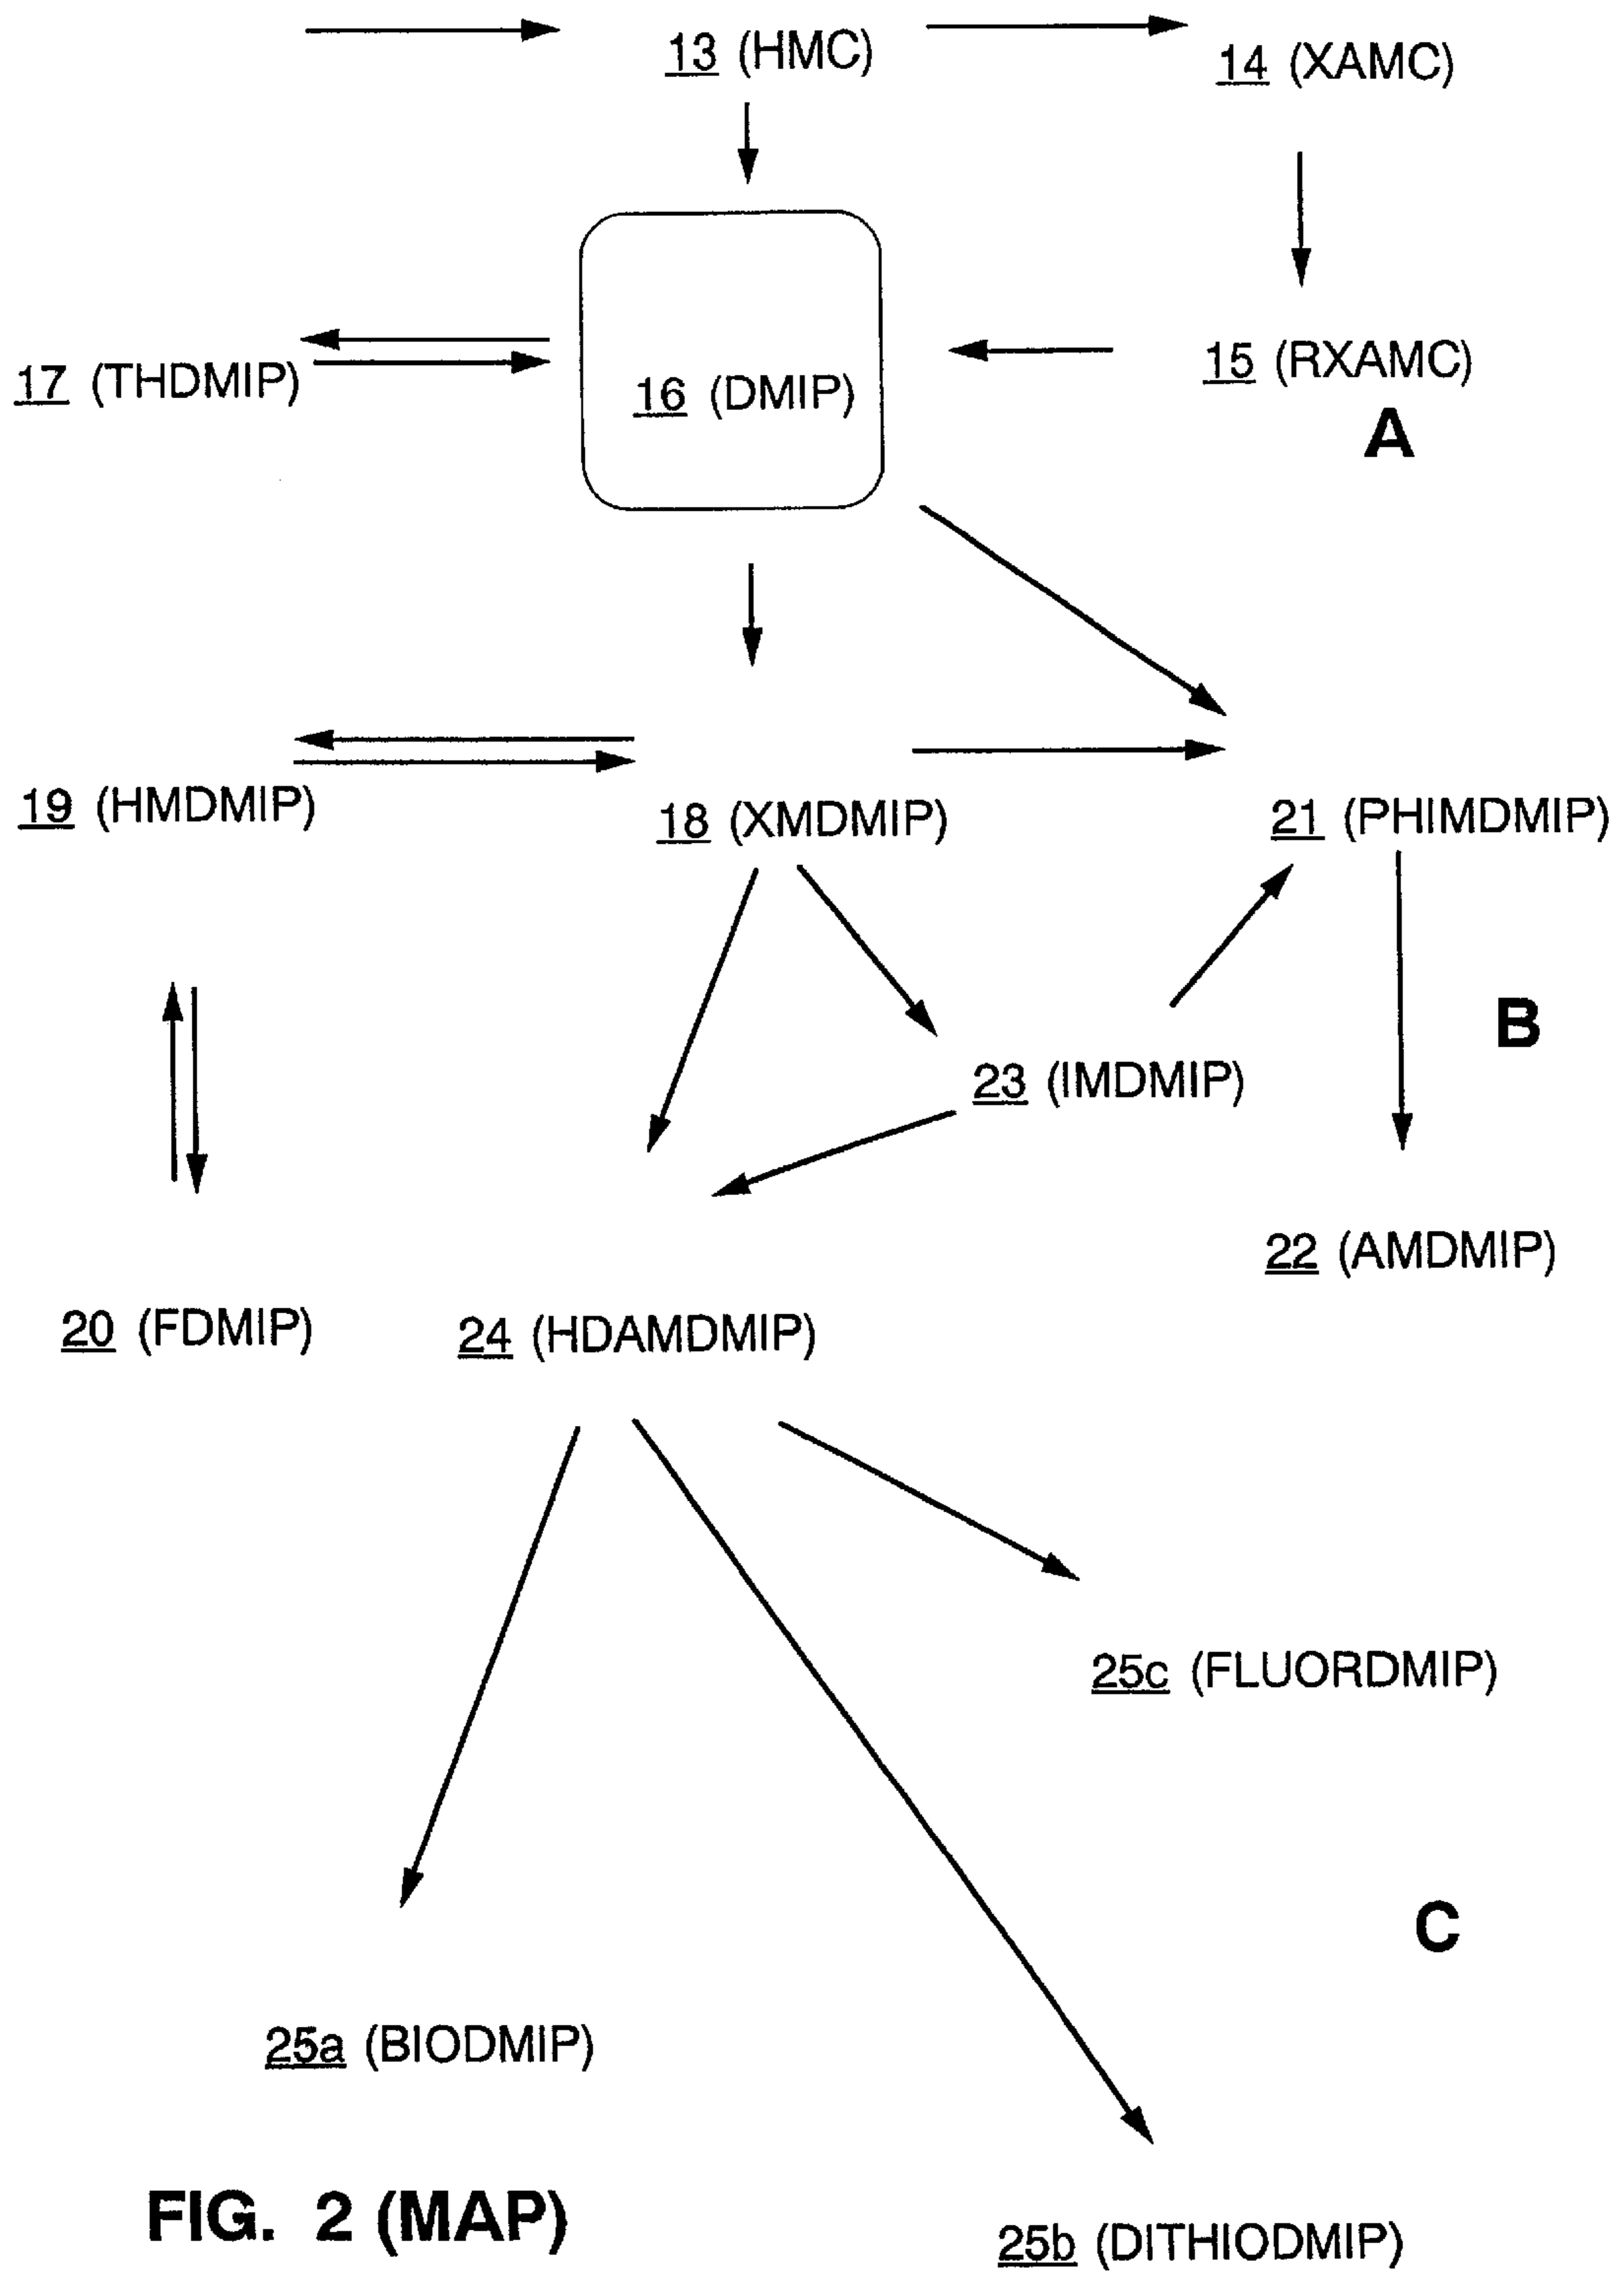 13 (HMC)
14 (XAMC)
17 (THDMIP)
16 (DMIP)
15 (RXAMC)
A
19 (HMDMIP)
18 (XMDMIP)
21 (PHIMDMIP)
B
23 (IMDMIP)
22 (AMDMIP)
20 (FDMIP)
24 (HDAMDMIP)
25c (FLUORDMIP)
C
25a (BIODMIP)
25b (DITHIODMIP)
FIG. 2 (MAP)